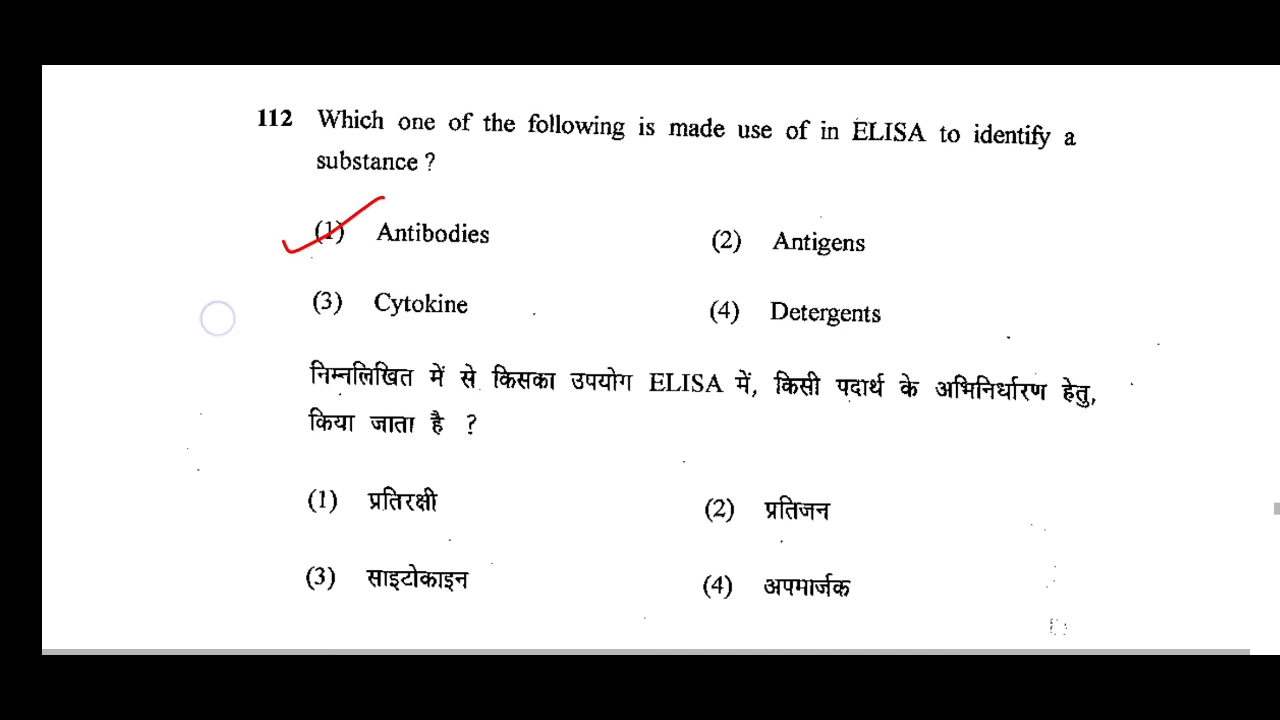 112 Which one of the following is made use of in ELISA to identify a
substance ?
(1) Antibodies (2) Antigens
(3) Cytokine (4) Detergents
निम्नलिखित में से किसका उपयोग ELISA में, किसी पदार्थ के अभिनिर्धारण हेतु,
किया जाता है ?
(1) प्रतिरक्षी (2) प्रतिजन
(3) साइटोकाइन (4) अपमार्जक